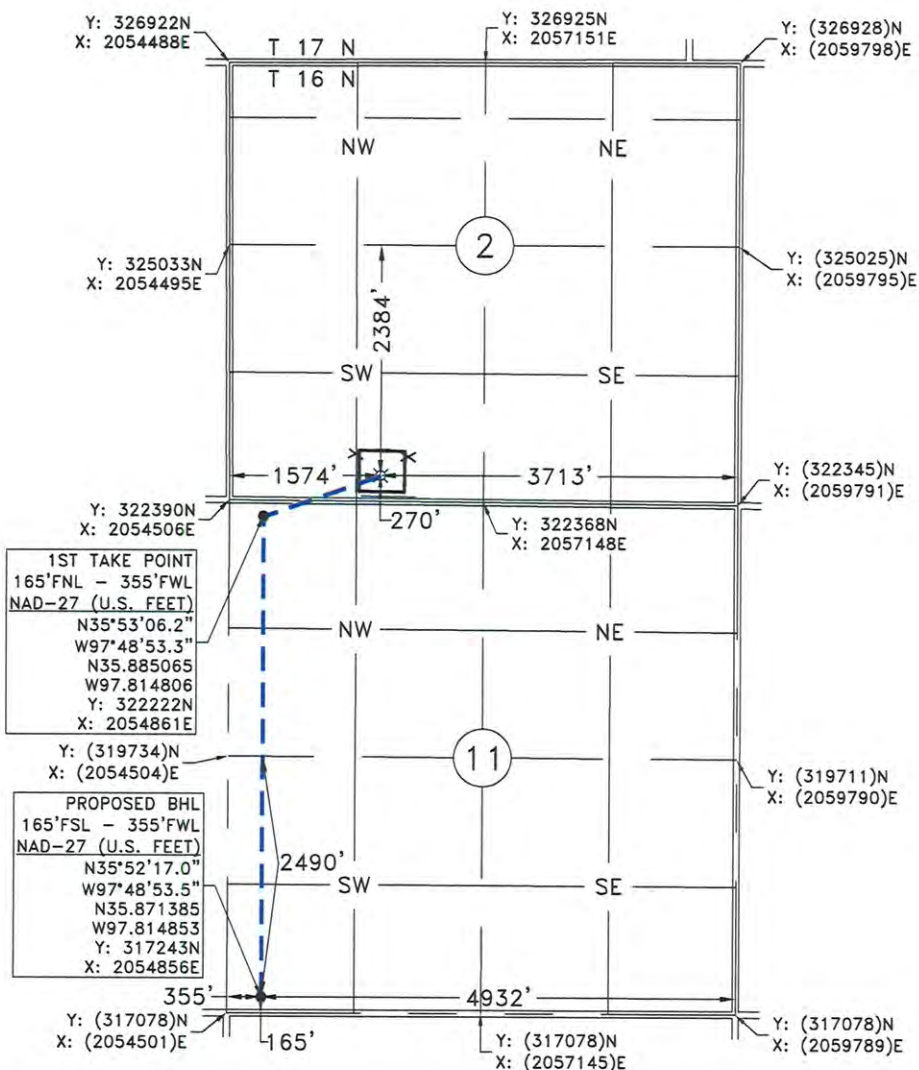 Y: 326922N
X: 2054488E
Y: 326925N
X: 2057151E
Y: (326928)N
X: (2059798)E
T 17 N
T 16 N
NW
NE
2
Y: 325033N
X: 2054495E
Y: (325025)N
X: (2059795)E
2384'
SW
SE
1574'
3713'
270'
Y: 322390N
X: 2054506E
Y: 322368N
X: 2057148E
Y: (322345)N
X: (2059791)E
1ST TAKE POINT
165'FNL - 355'FWL
NAD-27 (U.S. FEET)
N35°53'06.2"
W97°48'53.3"
N35.885065
W97.814806
Y: 322222N
X: 2054861E
NW
NE
11
Y: (319734)N
X: (2054504)E
Y: (319711)N
X: (2059790)E
PROPOSED BHL
165'FSL - 355'FWL
NAD-27 (U.S. FEET)
N35°52'17.0"
W97°48'53.5"
N35.871385
W97.814853
Y: 317243N
X: 2054856E
2490'
SW
SE
355'
4932'
165'
Y: (317078)N
X: (2054501)E
Y: (317078)N
X: (2057145)E
Y: (317078)N
X: (2059789)E